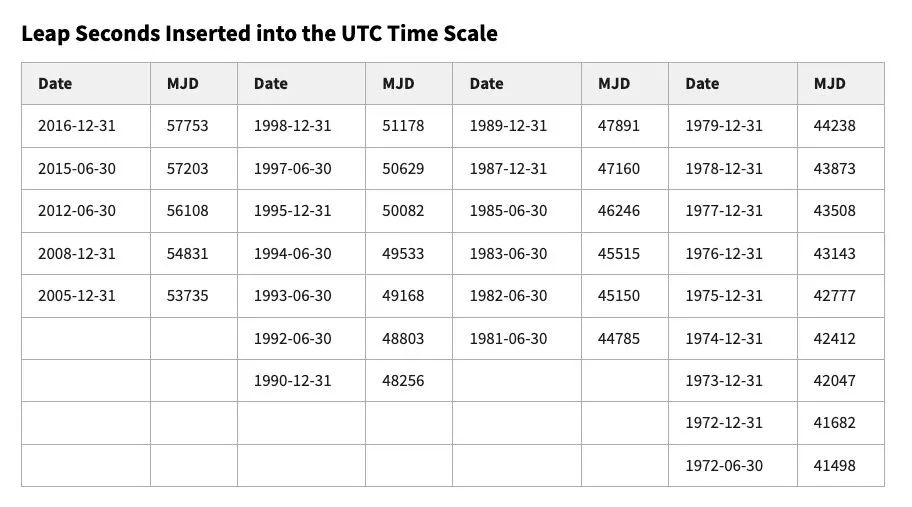 Leap Seconds Inserted into the UTC Time Scale
Date MJD Date MJD Date MJD Date MJD
2016-12-31 57753 1998-12-31 51178 1989-12-31 47891 1979-12-31 44238
2015-06-30 57203 1997-06-30 50629 1987-12-31 47160 1978-12-31 43873
2012-06-30 56108 1995-12-31 50082 1985-06-30 46246 1977-12-31 43508
2008-12-31 54831 1994-06-30 49533 1983-06-30 45515 1976-12-31 43143
2005-12-31 53735 1993-06-30 49168 1982-06-30 45150 1975-12-31 42777
1992-06-30 48803 1981-06-30 44785 1974-12-31 42412
1990-12-31 48256 1973-12-31 42047
1972-12-31 41682
1972-06-30 41498